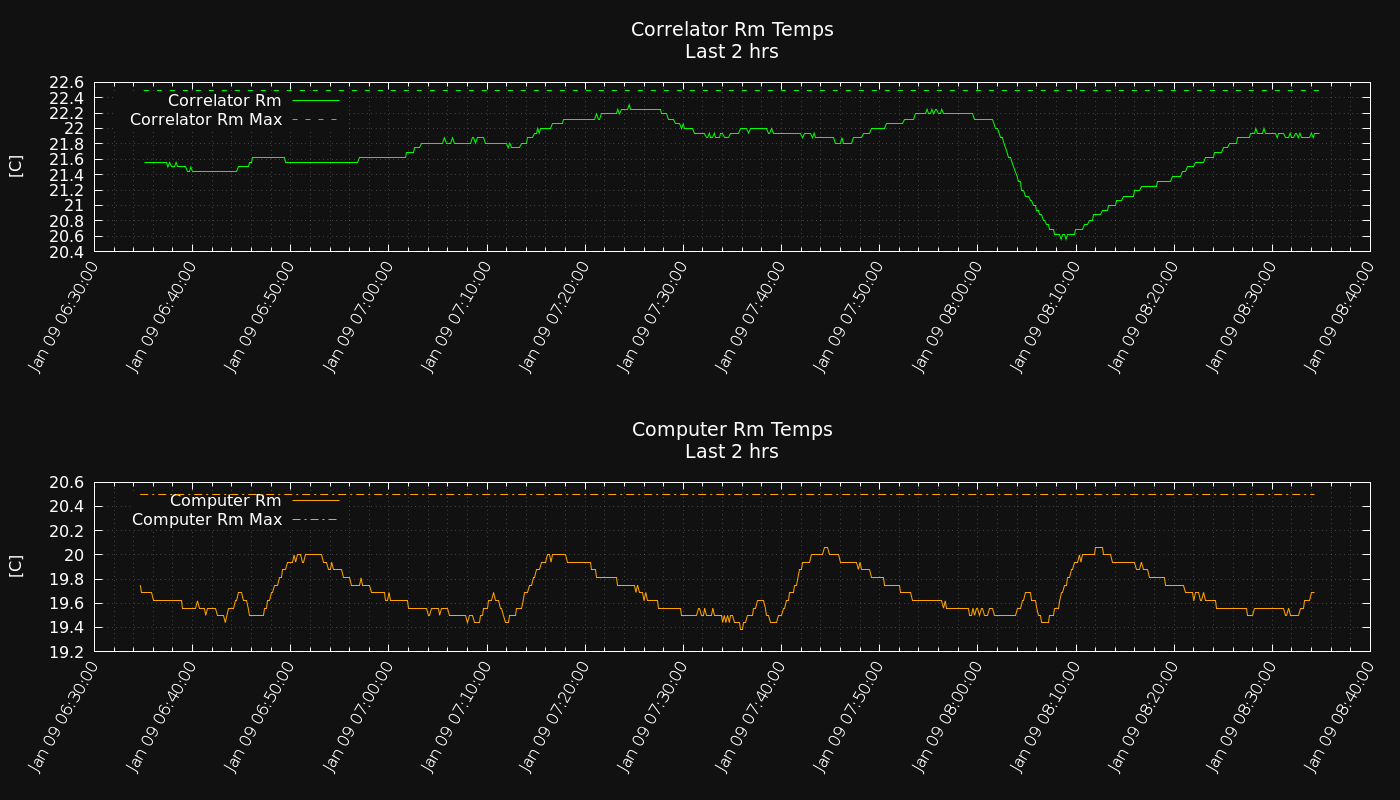 Correlator Rm Temps
Last 2 hrs
22.6
22.4
22.2
22
21.8
21.6
21.4
21.2
21
20.8
20.6
20.4
[C]
Correlator Rm
Correlator Rm Max
Jan 09 06:30:00
Jan 09 06:40:00
Jan 09 06:50:00
Jan 09 07:00:00
Jan 09 07:10:00
Jan 09 07:20:00
Jan 09 07:30:00
Jan 09 07:40:00
Jan 09 07:50:00
Jan 09 08:00:00
Jan 09 08:10:00
Jan 09 08:20:00
Jan 09 08:30:00
Jan 09 08:40:00
Computer Rm Temps
Last 2 hrs
20.6
20.4
20.2
20
19.8
19.6
19.4
19.2
[C]
Computer Rm
Computer Rm Max
Jan 09 06:30:00
Jan 09 06:40:00
Jan 09 06:50:00
Jan 09 07:00:00
Jan 09 07:10:00
Jan 09 07:20:00
Jan 09 07:30:00
Jan 09 07:40:00
Jan 09 07:50:00
Jan 09 08:00:00
Jan 09 08:10:00
Jan 09 08:20:00
Jan 09 08:30:00
Jan 09 08:40:00